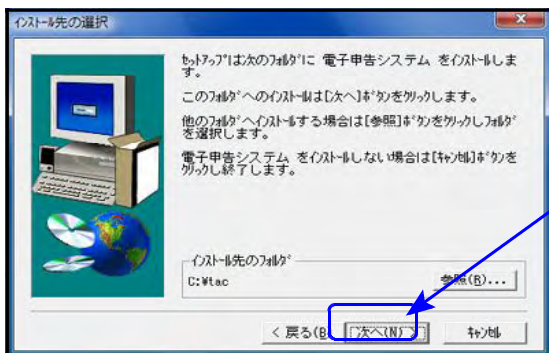 インストール先の選択
セットアップは次のフォルダに 電子申告システム をインストールしま
す。
このフォルダへのインストールは[次へ]ボタンをクリックします。
他のフォルダへインストールする場合は[参照]ボタンをクリックしフォルダ
を選択します。
電子申告システム をインストールしない場合は[キャンセル]ボタンを
クリックし終了します。
インストール先のフォルダ
C:¥tac
参照(R)...
< 戻る(B)
次へ(N) >
キャンセル